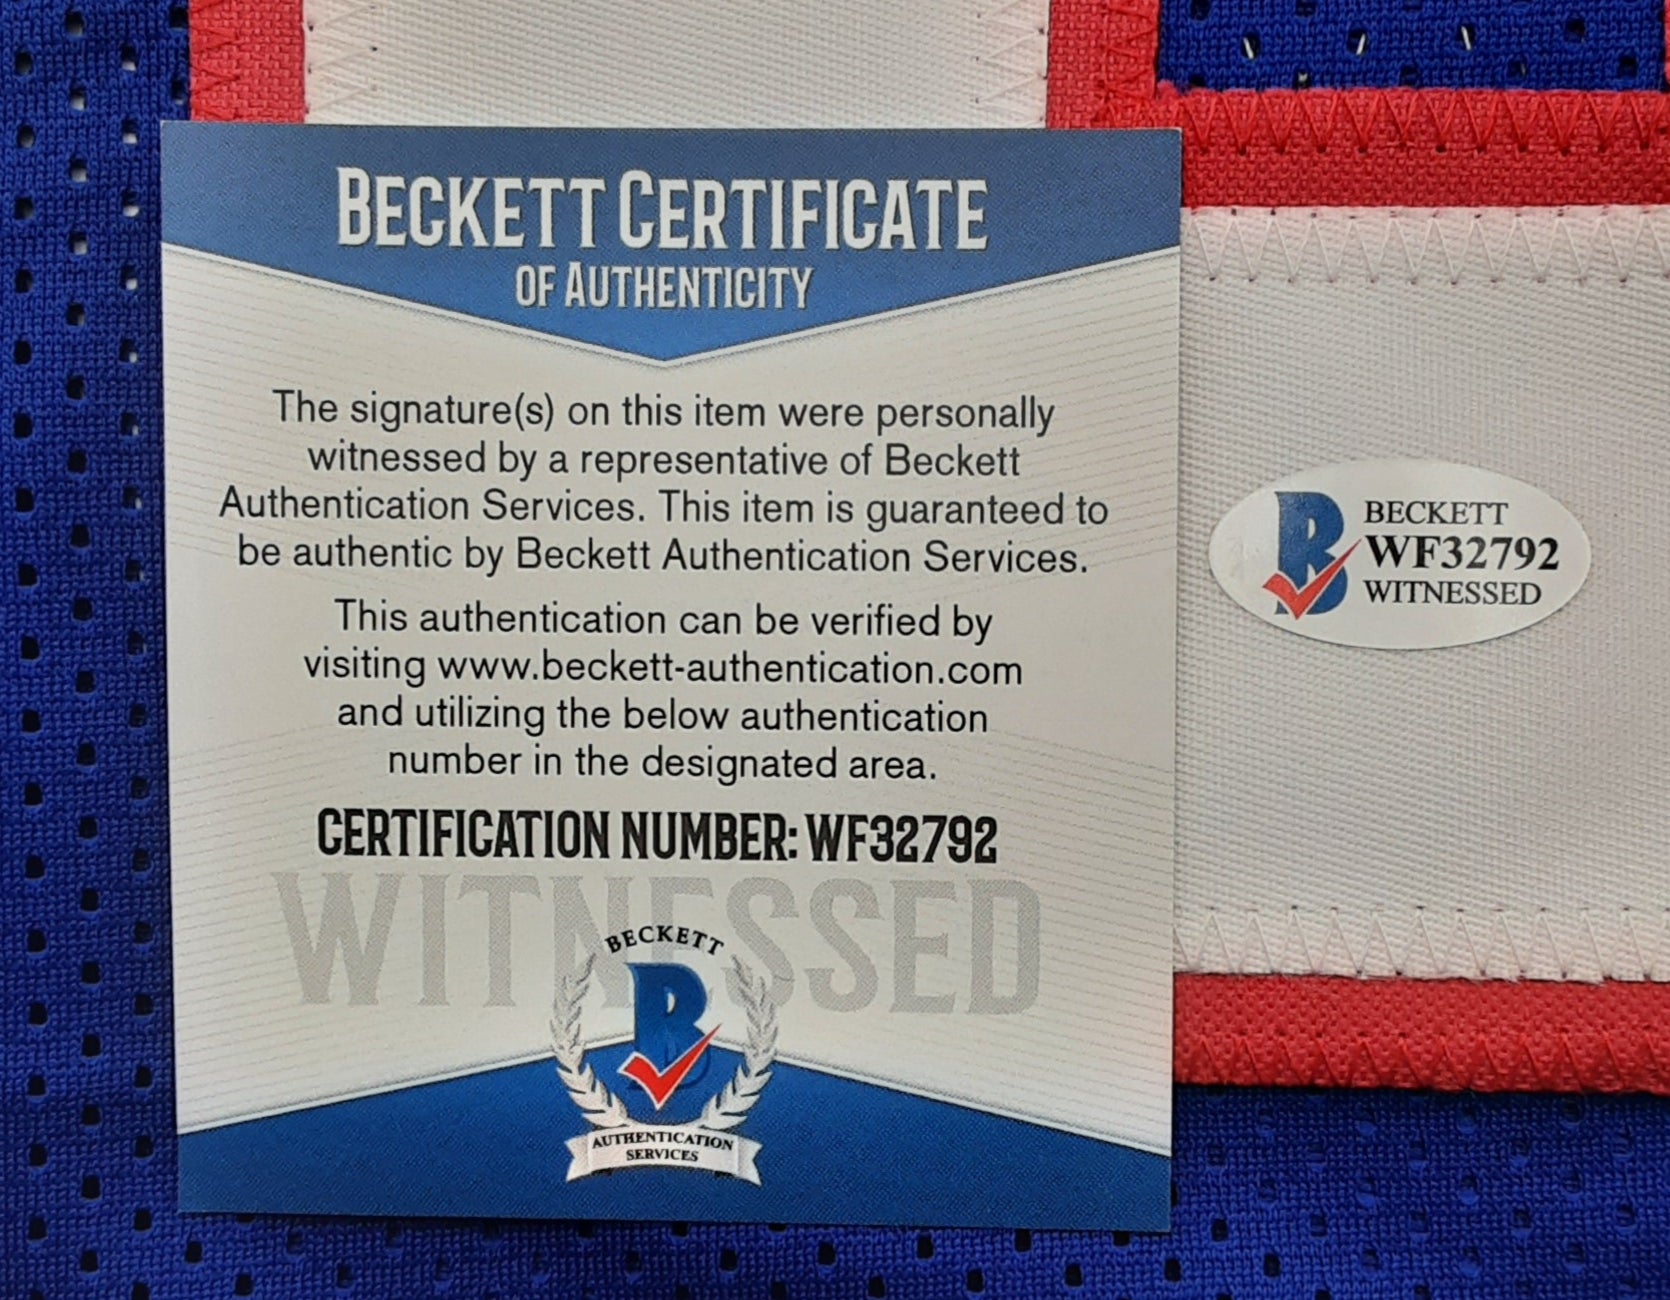 BECKETT CERTIFICATE
OF AUTHENTICITY
The signature(s) on this item were personally
witnessed by a representative of Beckett
Authentication Services. This item is guaranteed to
be authentic by Beckett Authentication Services.
This authentication can be verified by
visiting www.beckett-authentication.com
and utilizing the below authentication
number in the designated area.
CERTIFICATION NUMBER: WF32792
WITNESSED
BECKETT
B
AUTHENTICATION
SERVICES
B
BECKETT
WF32792
WITNESSED